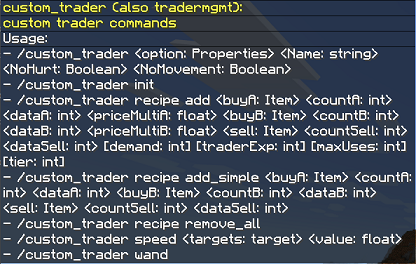 custom_trader (also tradermgmt):
custom trader commands
Usage:
- /custom_trader <option: Properties> <Name: string>
<NoHurt: Boolean> <NoMovement: Boolean>
- /custom_trader init
- /custom_trader recipe add <buyA: Item> <countA: int>
<dataA: int> <priceMultiA: float> <buyB: Item> <countB: int>
<dataB: int> <priceMultiB: float> <sell: Item> <countSell: int>
<dataSell: int> [demand: int] [traderExp: int] [maxUses: int]
[tier: int]
- /custom_trader recipe add_simple <buyA: Item> <countA:
int> <dataA: int> <buyB: Item> <countB: int> <dataB: int>
<sell: Item> <countSell: int> <dataSell: int>
- /custom_trader recipe remove_all
- /custom_trader speed <targets: target> <value: float>
- /custom_trader wand